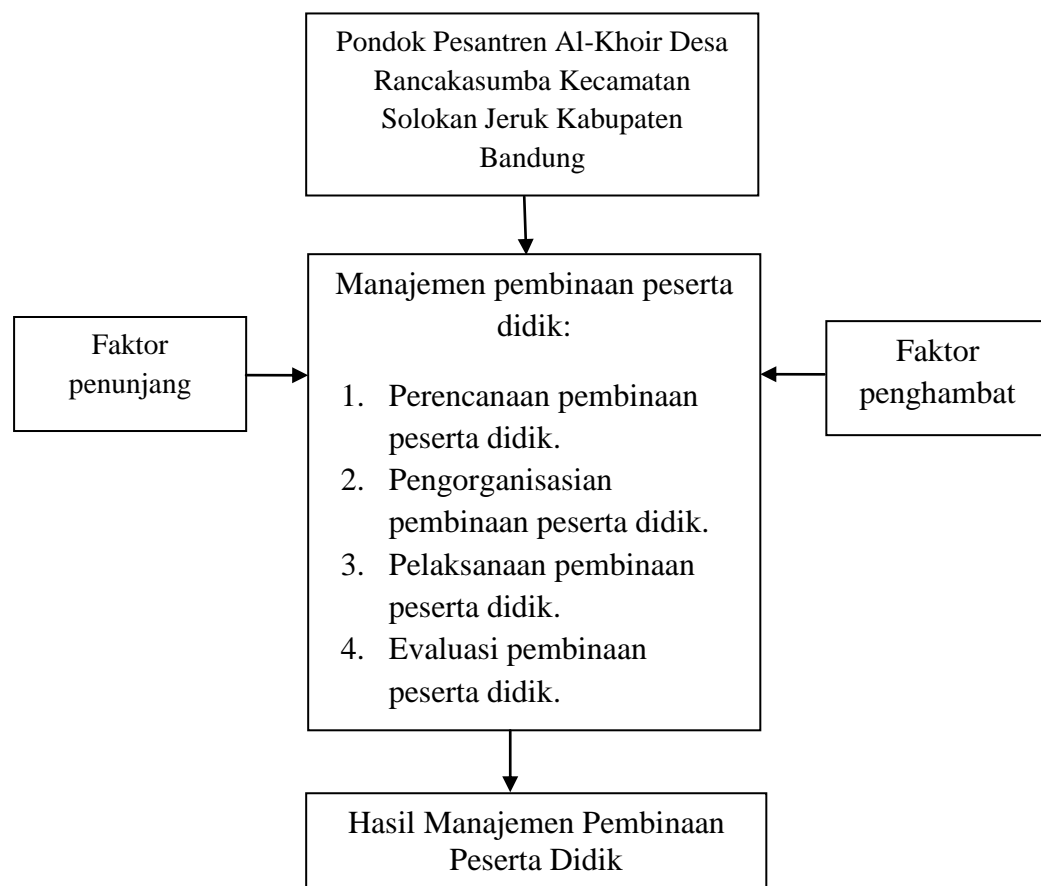 Pondok Pesantren Al-Khoir Desa
Rancakasumba Kecamatan
Solokan Jeruk Kabupaten
Bandung
Manajemen pembinaan peserta
didik:
Faktor
penunjang
Faktor
penghambat
1. Perencanaan pembinaan
peserta didik.
2. Pengorganisasian
pembinaan peserta didik.
3. Pelaksanaan pembinaan
peserta didik.
4. Evaluasi pembinaan
peserta didik.
Hasil Manajemen Pembinaan
Peserta Didik